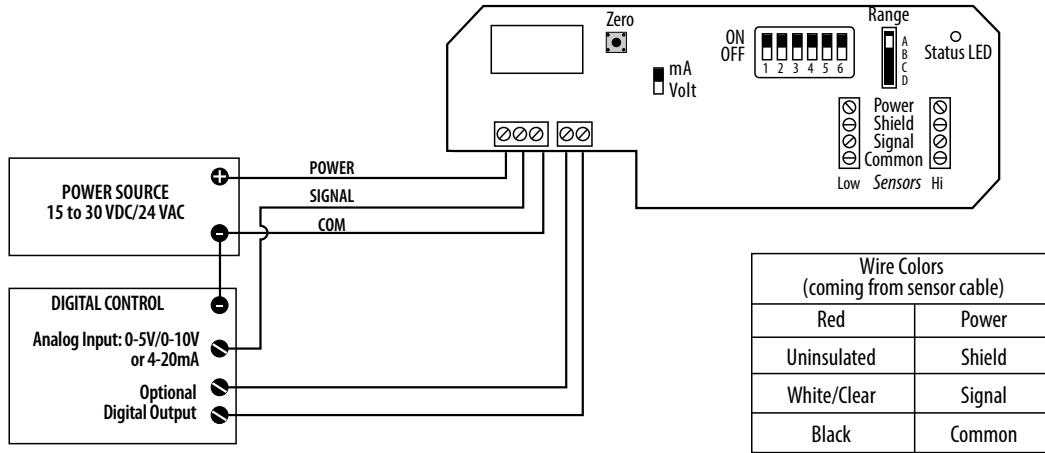 Zero
Range
ON
OFF
1 2 3 4 5 6
A
B
C
D
Status LED
mA
Volt
Power
Shield
Signal
Common
Low Sensors Hi
POWER
SIGNAL
COM
POWER SOURCE
15 to 30 VDC/24 VAC
DIGITAL CONTROL
Analog Input: 0-5V/0-10V
or 4-20mA
Optional
Digital Output
Wire Colors
(coming from sensor cable)
Red Power
Uninsulated Shield
White/Clear Signal
Black Common